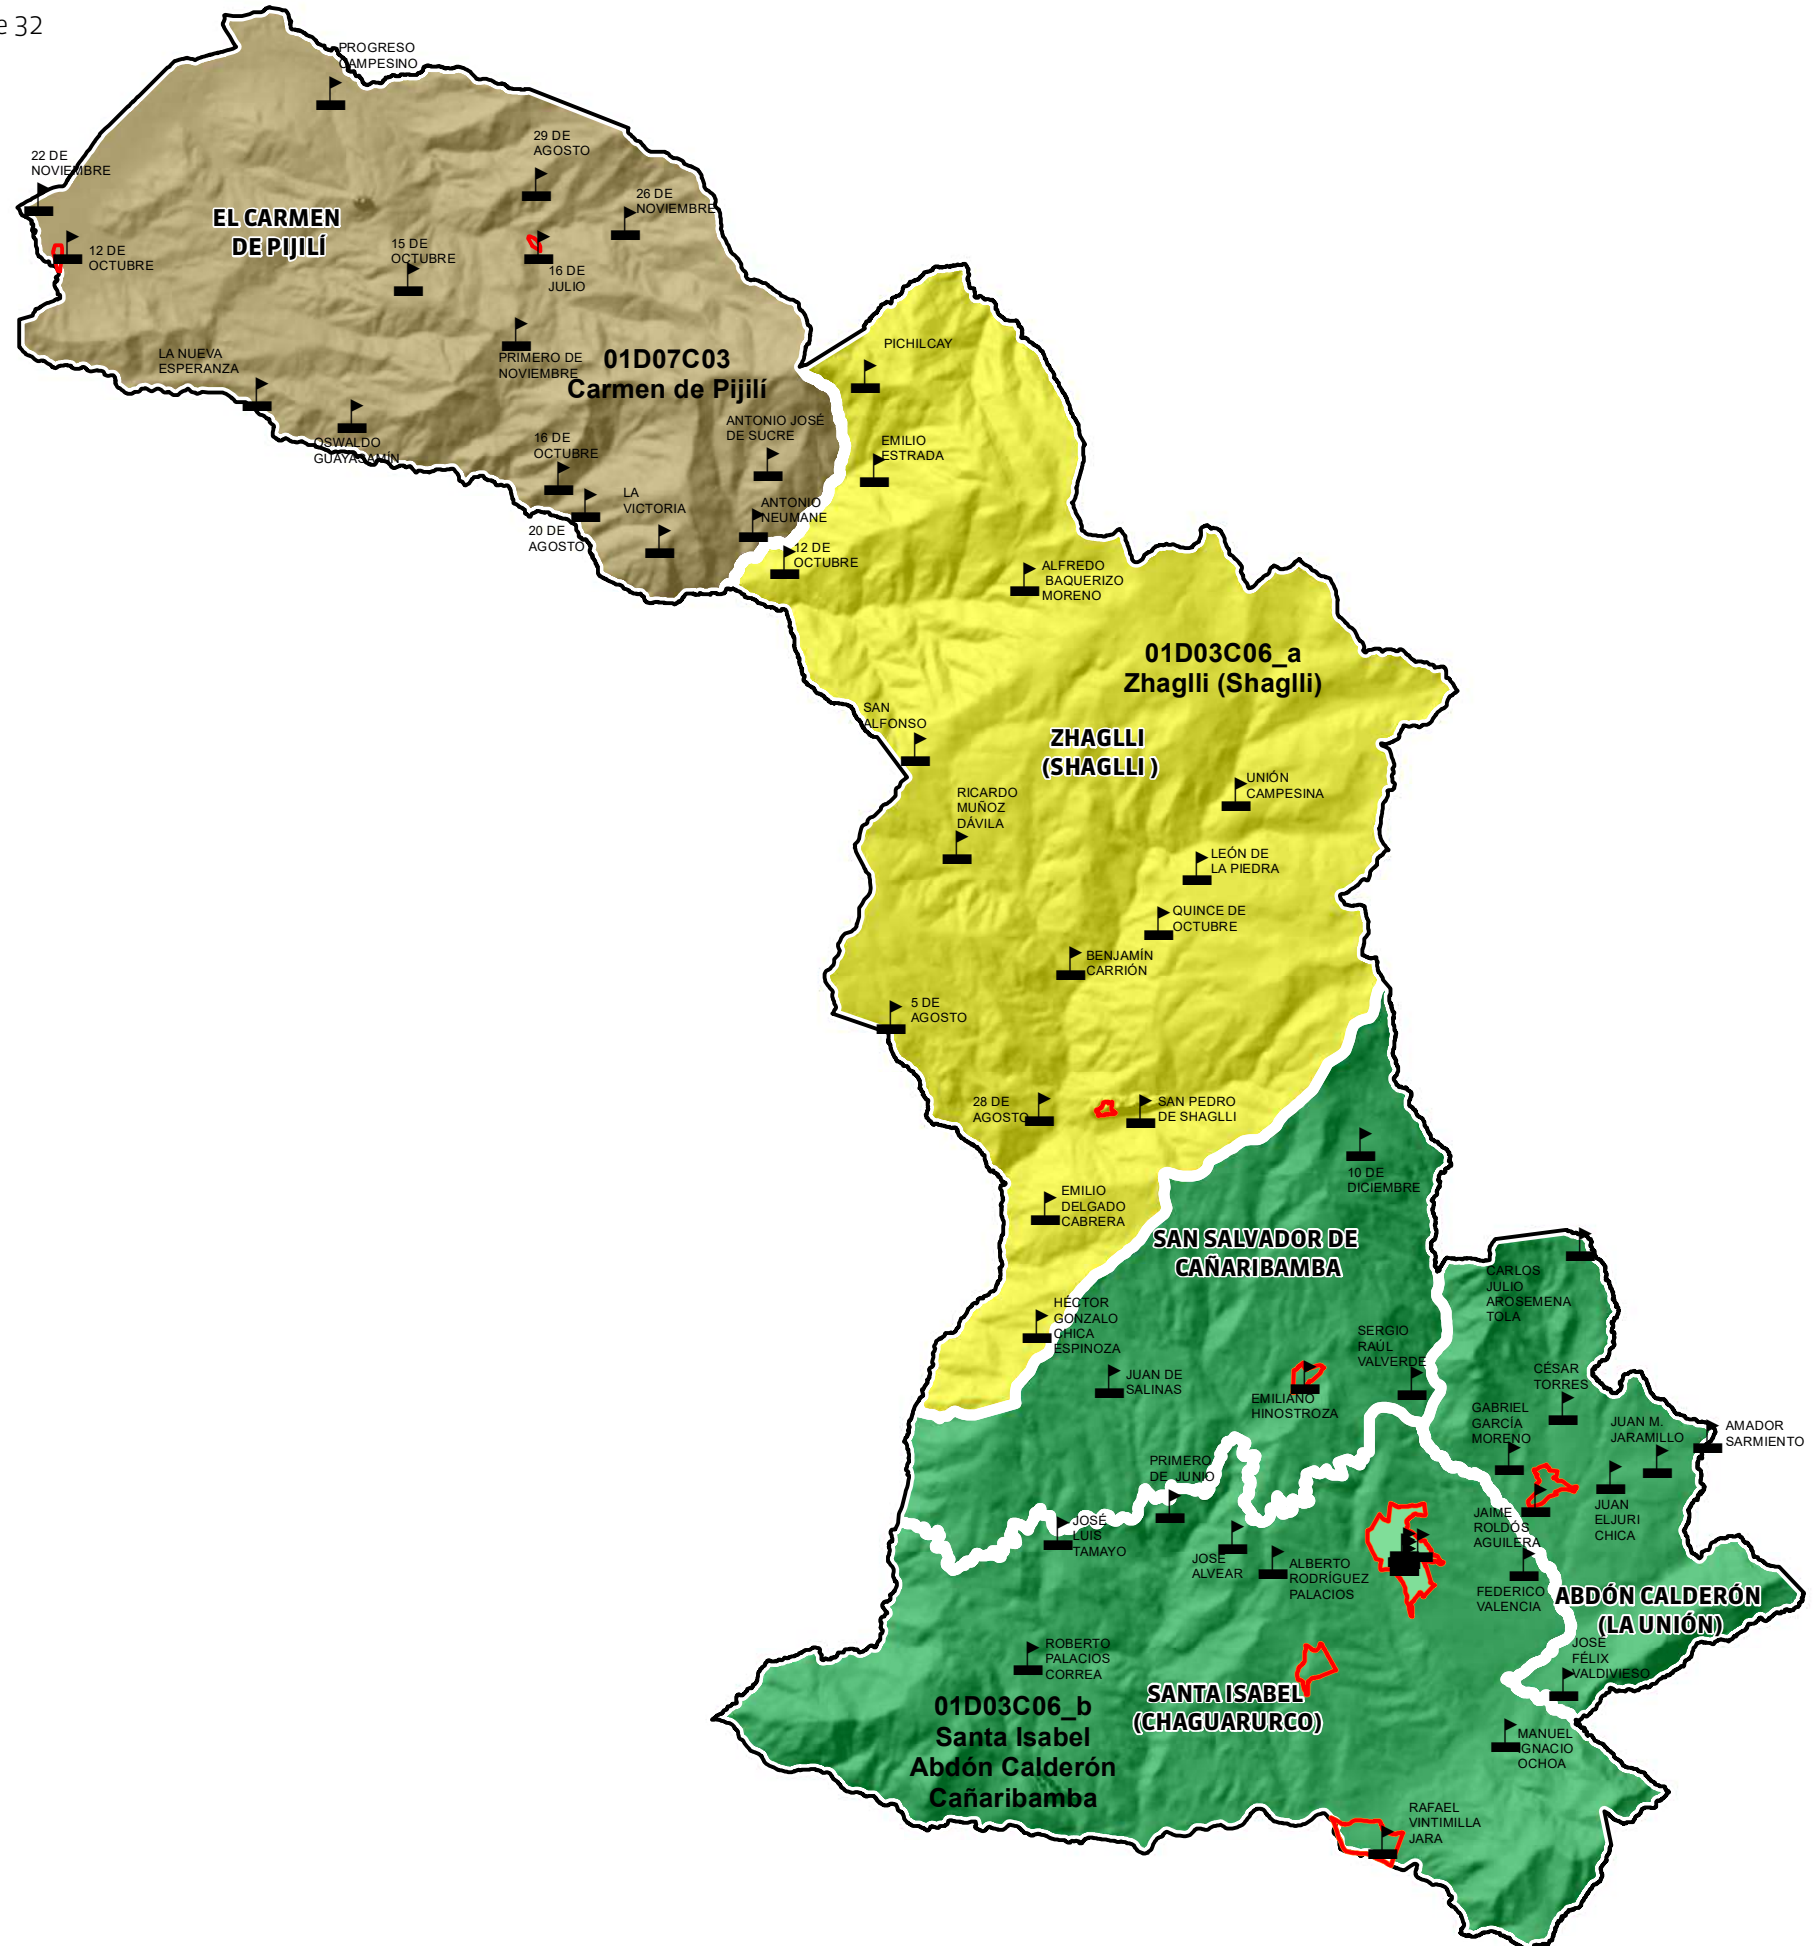 e 32
PROGRESO
CAMPESINO
22 DE
NOVIEMBRE
29 DE
AGOSTO
26 DE
NOVIEMBRE
EL CARMEN
DE PIJILÍ
12 DE
OCTUBRE
15 DE
OCTUBRE
16 DE
JULIO
LA NUEVA
ESPERANZA
PRIMERO DE
NOVIEMBRE
01D07C03
Carmen de Pijilí
OSWALDO
GUAYASAMÍN
16 DE
OCTUBRE
ANTONIO JOSÉ
DE SUCRE
20 DE
AGOSTO
LA
VICTORIA
ANTONIO
NEUMANE
PICHILCAY
EMILIO
ESTRADA
12 DE
OCTUBRE
ALFREDO
BAQUERIZO
MORENO
01D03C06_a
Zhaglli (Shaglli)
SAN
ALFONSO
ZHAGLLI
(SHAGLLI )
RICARDO
MUÑOZ
DÁVILA
UNIÓN
CAMPESINA
LEÓN DE
LA PIEDRA
QUINCE DE
OCTUBRE
BENJAMÍN
CARRIÓN
5 DE
AGOSTO
28 DE
AGOSTO
SAN PEDRO
DE SHAGLLI
10 DE
DICIEMBRE
EMILIO
DELGADO
CABRERA
SAN SALVADOR DE
CAÑARIBAMBA
CARLOS
JULIO
AROSEMENA
TOLA
HÉCTOR
GONZALO
CHICA
ESPINOZA
SERGIO
RAÚL
VALVERDE
JUAN DE
SALINAS
EMILIANO
HINOSTROZA
CÉSAR
TORRES
GABRIEL
GARCÍA
MORENO
JUAN M.
JARAMILLO
AMADOR
SARMIENTO
PRIMERO
DE JUNIO
JOSÉ
LUIS
TAMAYO
JOSE
ALVEAR
ALBERTO
RODRÍGUEZ
PALACIOS
JAIME
ROLDÓS
AGUILERA
JUAN
ELJURI
CHICA
FEDERICO
VALENCIA
ABDÓN CALDERÓN
(LA UNIÓN)
ROBERTO
PALACIOS
CORREA
JOSÉ
FÉLIX
VALDIVIESO
SANTA ISABEL
(CHAGUARURCO)
01D03C06_b
Santa Isabel
Abdón Calderón
Cañaribamba
MANUEL
IGNACIO
OCHOA
RAFAEL
VINTIMILLA
JARA